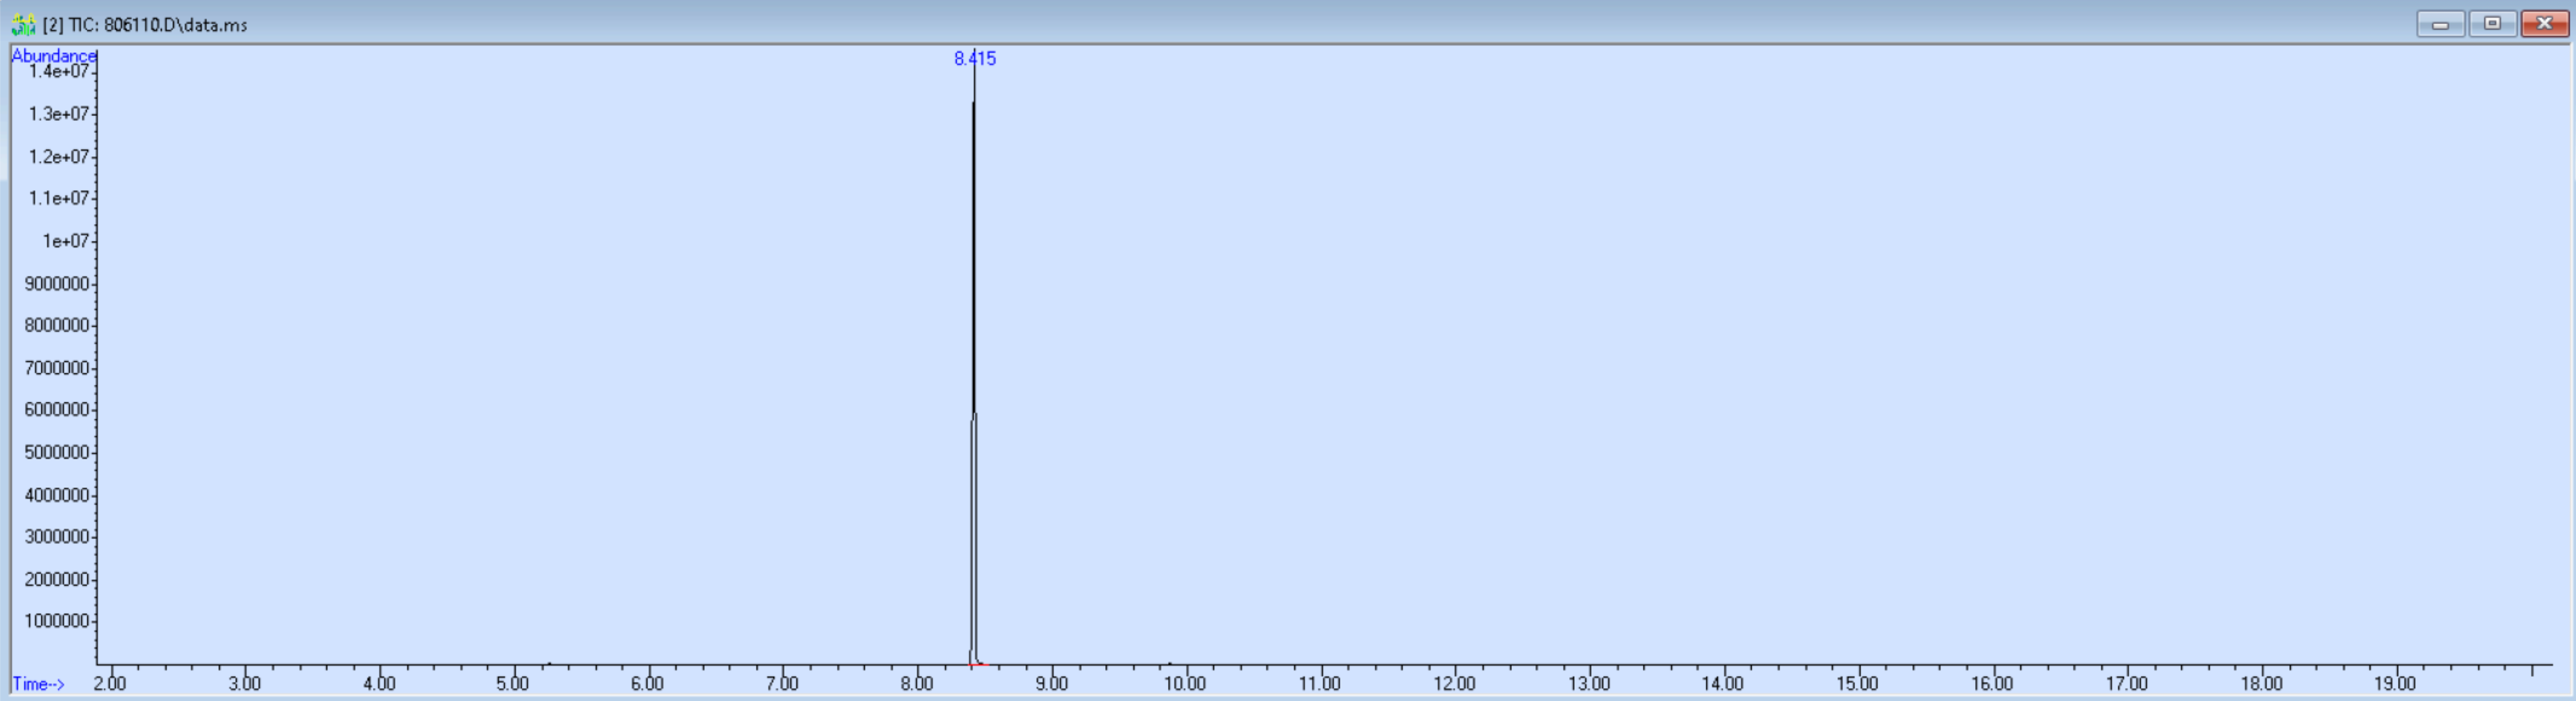 [2] TIC: 806110.D\data.ms
Abundance
8.415
1.4e+07
1.3e+07
1.2e+07
1.1e+07
1e+07
9000000
8000000
7000000
6000000
5000000
4000000
3000000
2000000
1000000
Time--> 2.00 3.00 4.00 5.00 6.00 7.00 8.00 9.00 10.00 11.00 12.00 13.00 14.00 15.00 16.00 17.00 18.00 19.00